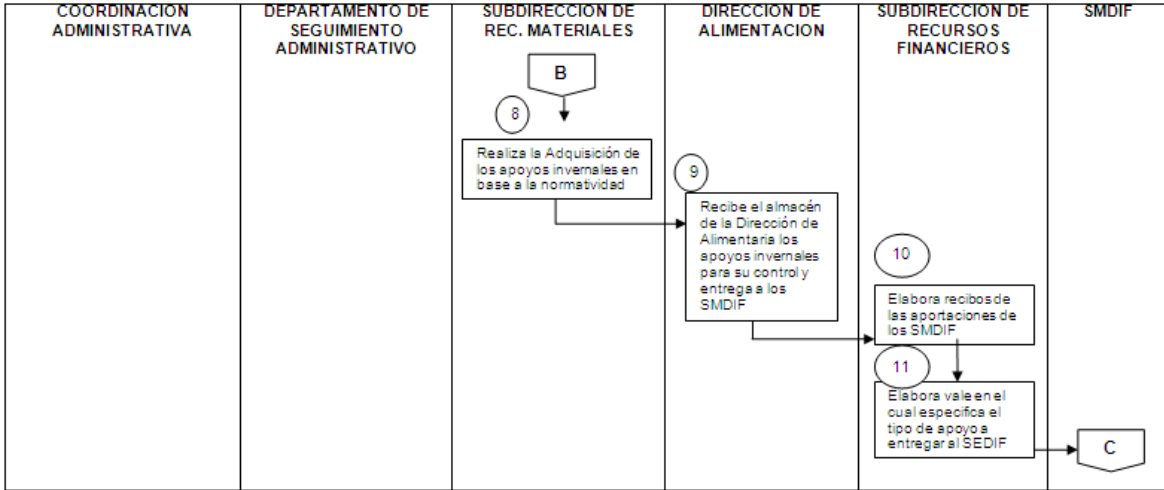 COORDINACION
ADMINISTRATIVA
DEPARTAMENTO DE
SEGUIMIENTO
ADMINISTRATIVO
SUBDIRECCION DE
REC. MATERIALES
DIRECCION DE
ALIMENTACION
SUBDIRECCION DE
RECURSOS
FINANCIEROS
SMDIF
B
8
Realiza la Adquisición de
los apoyos invernales en
base a la normatividad
9
Recibe el almacén
de la Dirección de
Alimentaria los
apoyos invernales
para su control y
entrega a los
SMDIF
10
Elabora recibos de
las aportaciones de
los SMDIF
11
Elabora vale en el
cual especifica el
tipo de apoyo a
entregar al SEDIF
C